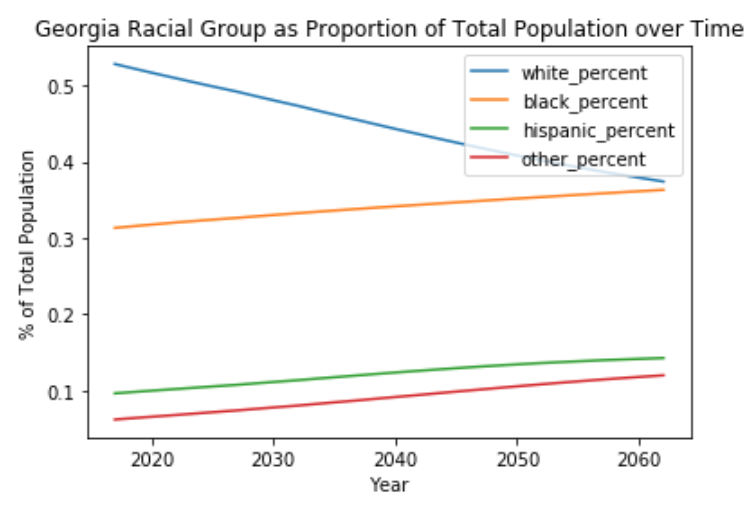 Georgia Racial Group as Proportion of Total Population over Time
white_percent
black_percent
hispanic_percent
other_percent
% of Total Population
0.5
0.4
0.3
0.2
0.1
2020 2030 2040 2050 2060
Year